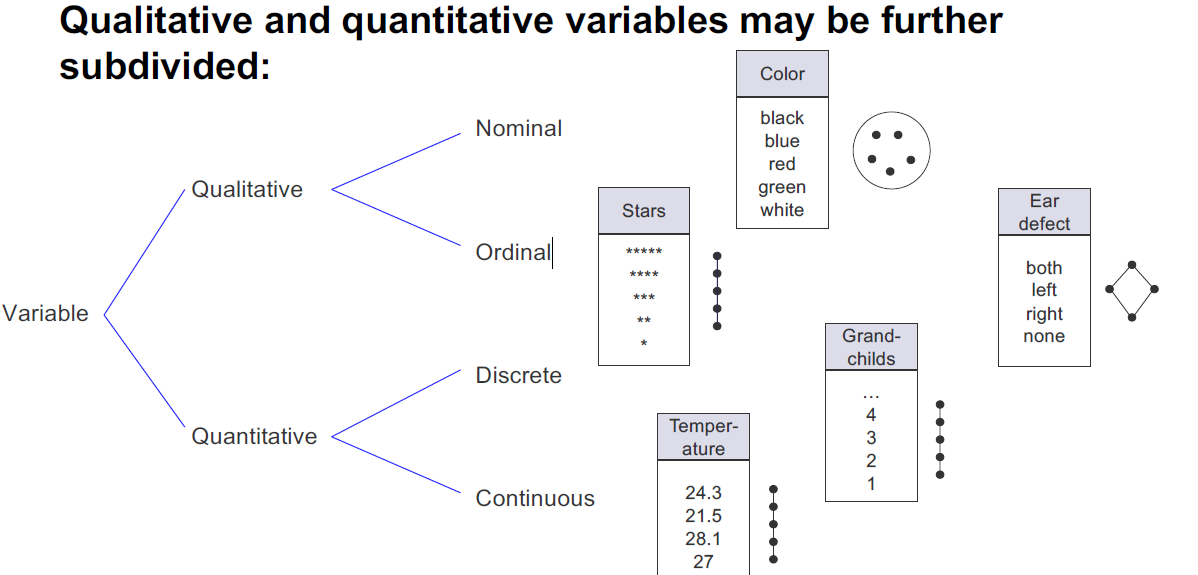 Qualitative and quantitative variables may be further
subdivided:
Variable
Qualitative
Quantitative
Nominal
Ordinal
Discrete
Continuous
Color
black
blue
red
green
white
Stars
*****
****
***
**
*
Ear
defect
both
left
right
none
Grand-
childs
...
4
3
2
1
Temper-
ature
24.3
21.5
28.1
27